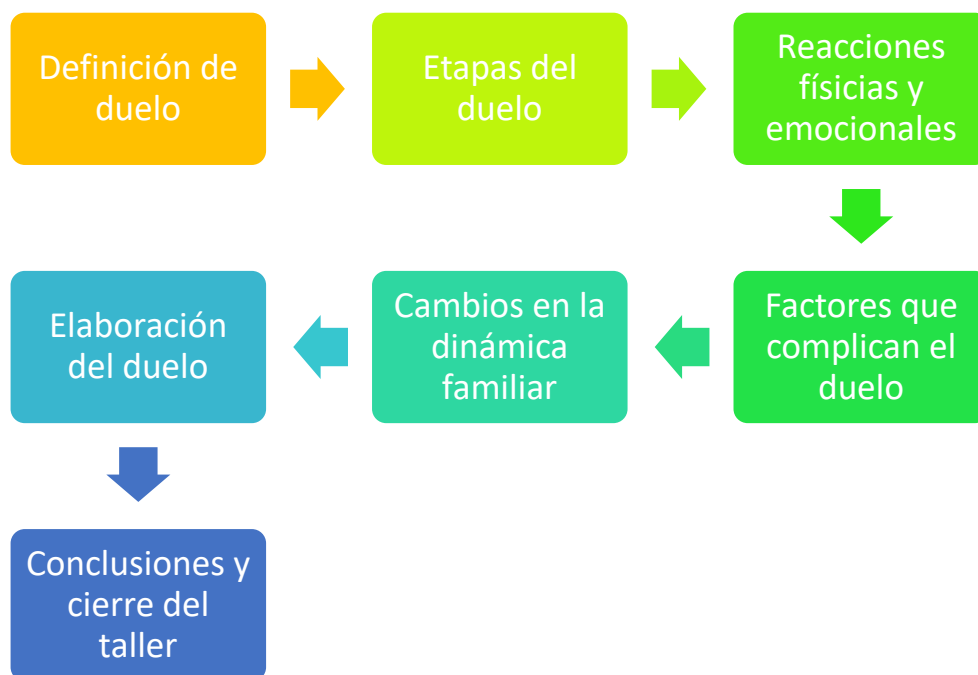 Definición de
duelo
Etapas del
duelo
Reacciones
físicias y
emocionales
Factores que
complican el
duelo
Cambios en la
dinámica
familiar
Elaboración
del duelo
Conclusiones y
cierre del
taller